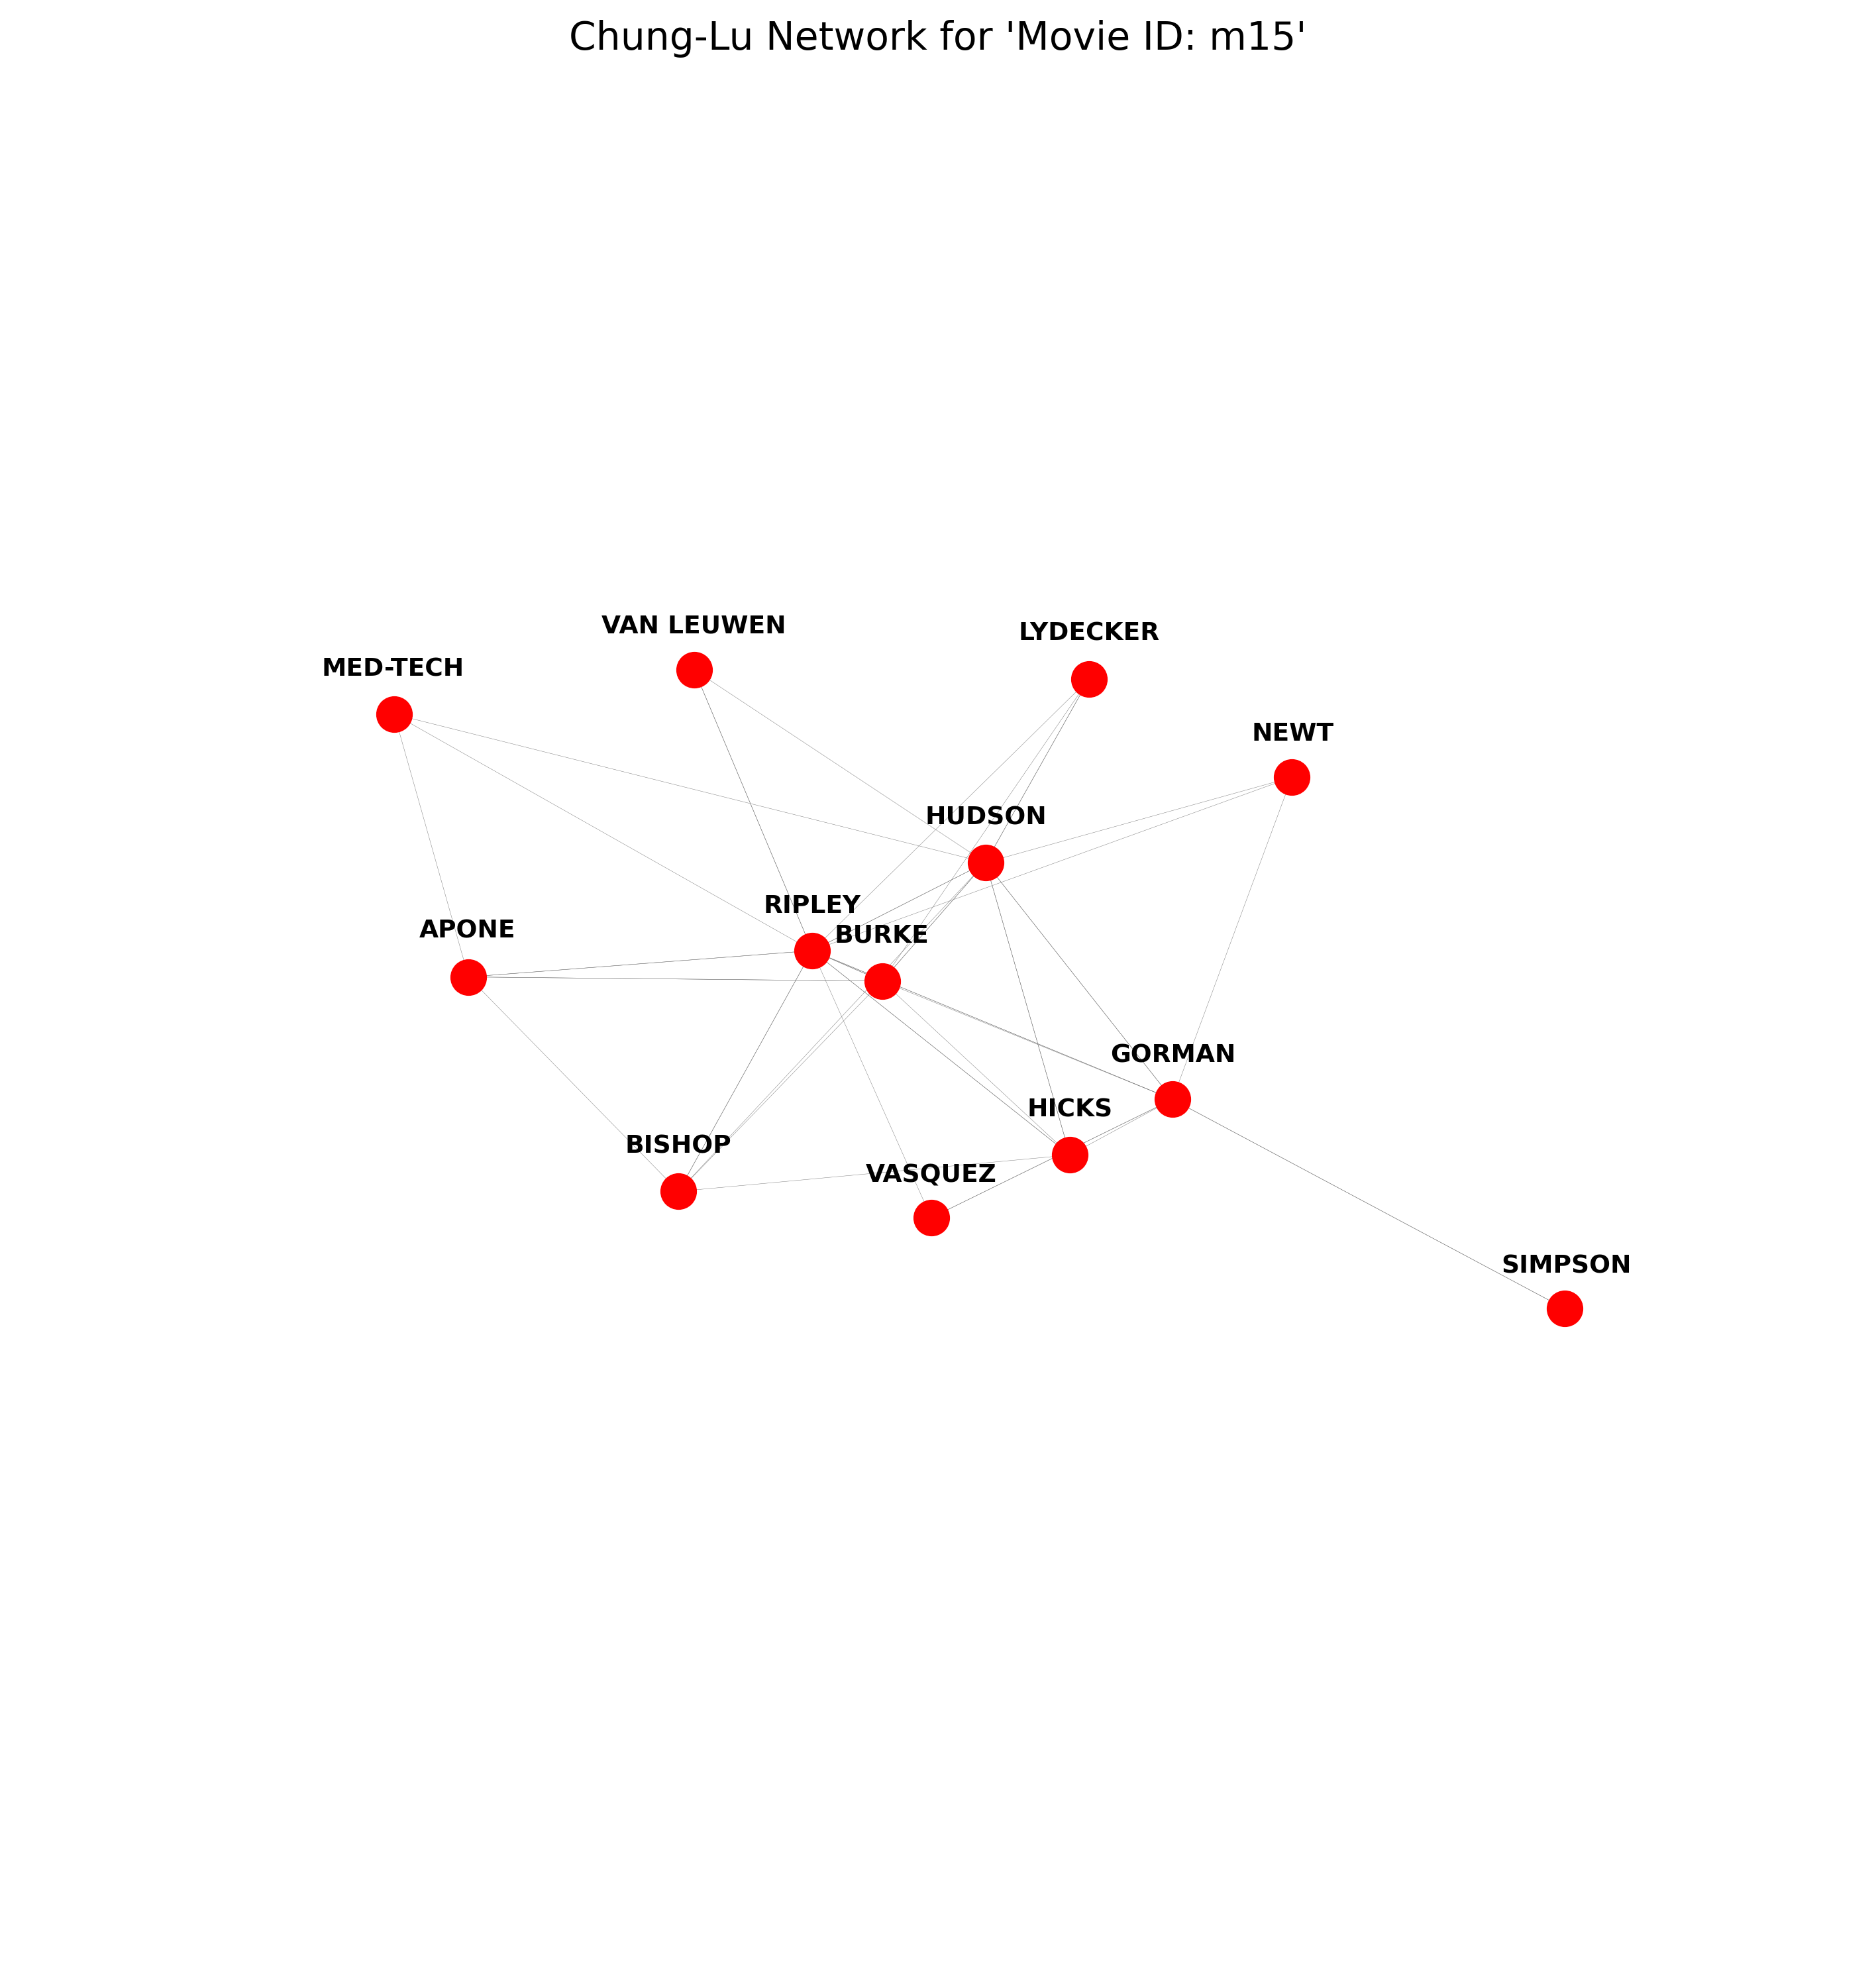 Chung-Lu Network for 'Movie ID: m15'
VAN LEUWEN
LYDECKER
MED-TECH
NEWT
HUDSON
RIPLEY
APONE
BURKE
GORMAN
HICKS
BISHOP
VASQUEZ
SIMPSON